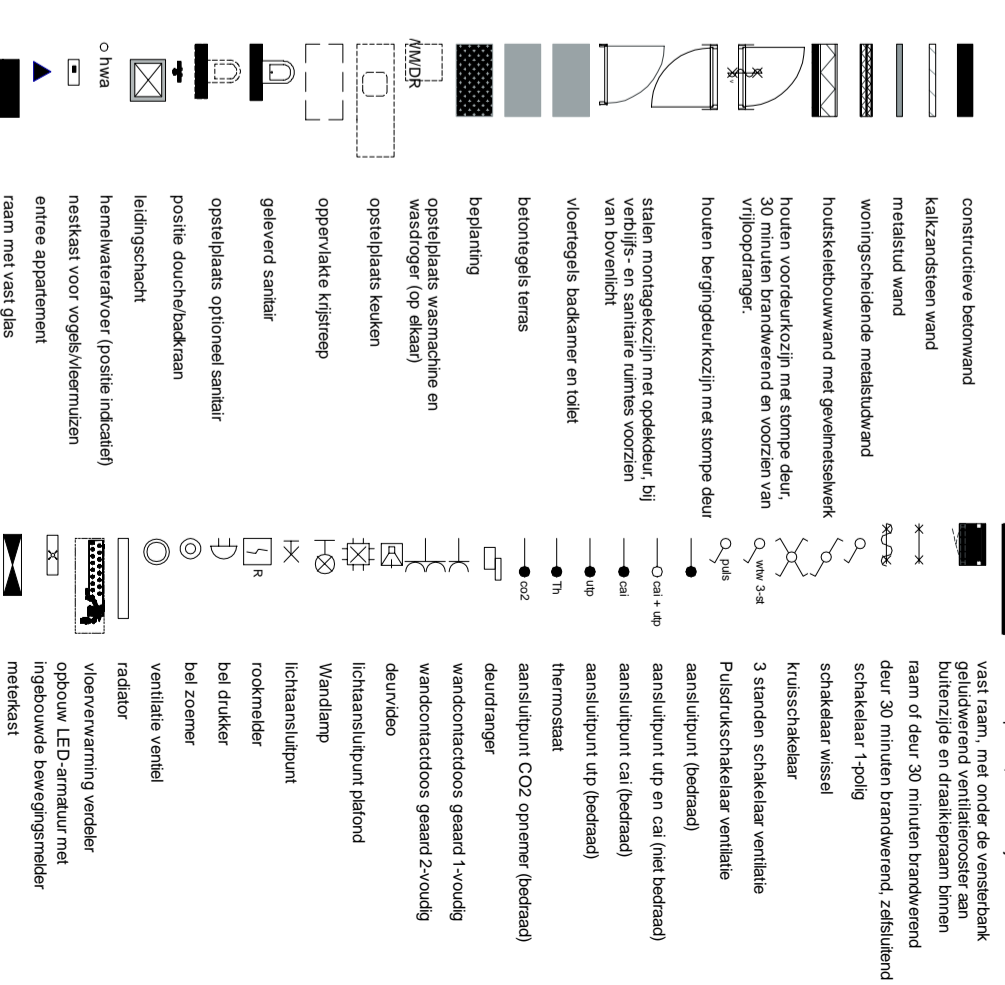 constructieve betonwand
kalkzandsteen wand
metalstud wand
woningscheidende metalstudwand
houtskeletbouwwand met gevelmetselwerk
houten voordeurkozijn met stompe deur,
30 minuten brandwerend en voorzien van
vrijloopdranger.
houten bergingdeurkozijn met stompe deur
stalen montagekozijn met opdekdeur, bij
verblijfs- en sanitaire ruimtes voorzien
van bovenlicht
vloertegels badkamer en toilet
betontegels terras
beplanting
WM/DR
opstelplaats wasmachine en
wasdroger (op elkaar)
opstelplaats keuken
oppervlakte krijstreep
geleverd sanitair
opstelplaats optioneel sanitair
positie douche/badkraan
leidingschacht
hwa
hemelwaterafvoer (positie indicatief)
nestkast voor vogels/vleermuizen
entree appartement
raam met vast glas
vast raam, met onder de vensterbank
geluidwerend ventilatierooster aan
buitenzijde en draaikiepraam binnen
raam of deur 30 minuten brandwerend
deur 30 minuten brandwerend, zelfsluitend
schakelaar 1-polig
schakelaar wissel
kruisschakelaar
wtw 3-st
3 standen schakelaar ventilatie
puls
Pulsdrukschakelaar ventilatie
aansluitpunt (bedraad)
cai + utp
aansluitpunt utp en cai (niet bedraad)
cai
aansluitpunt cai (bedraad)
utp
aansluitpunt utp (bedraad)
Th
thermostaat
co2
aansluitpunt CO2 opnemer (bedraad)
deurdranger
wandcontactdoos geaard 1-voudig
wandcontactdoos geaard 2-voudig
deurvideo
lichtaansluitpunt plafond
Wandlamp
lichtaansluitpunt
R
rookmelder
bel drukker
bel zoemer
ventilatie ventiel
radiator
vloerverwarming verdeler
opbouw LED-armatuur met
ingebouwde bewegingsmelder
meterkast